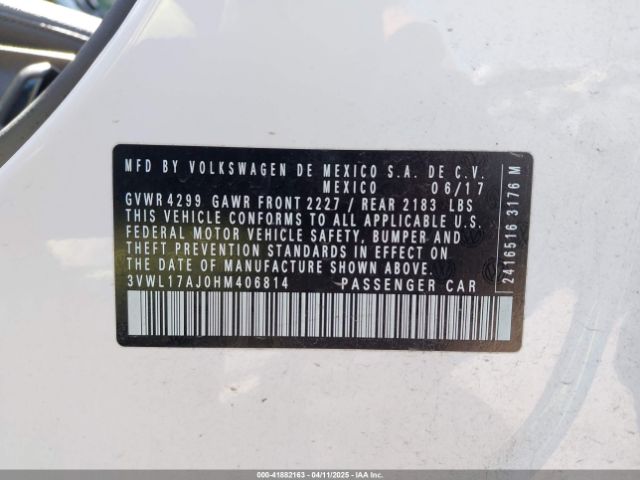 MFD BY VOLKSWAGEN DE MEXICO S.A. DE C.V.
MEXICO 06/17
GVWR 4299 GAWR FRONT 2227 / REAR 2183 LBS
THIS VEHICLE CONFORMS TO ALL APPLICABLE U.S.
FEDERAL MOTOR VEHICLE SAFETY, BUMPER AND
THEFT PREVENTION STANDARDS IN EFFECT ON
THE DATE OF MANUFACTURE SHOWN ABOVE.
3VWL17AJ0HM406814 PASSENGER CAR
2416516 3176 M
000-41882163 - 04/11/2025 - IAAI.COM